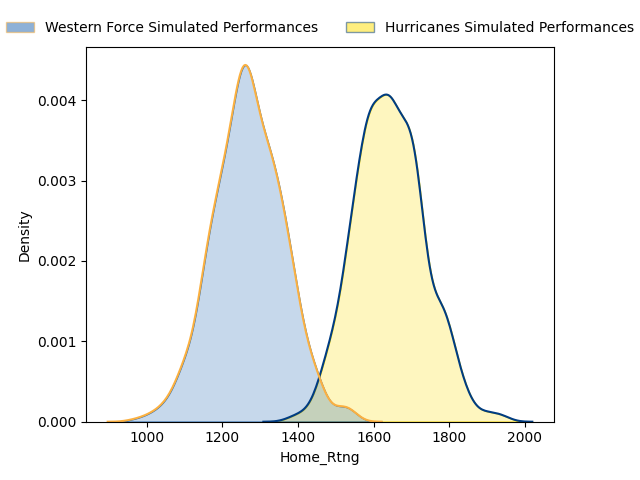 Western Force Simulated Performances Hurricanes Simulated Performances
0.004
0.003
0.002
0.001
0.000
Density
1000 1200 1400 1600 1800 2000
Home_Rtng